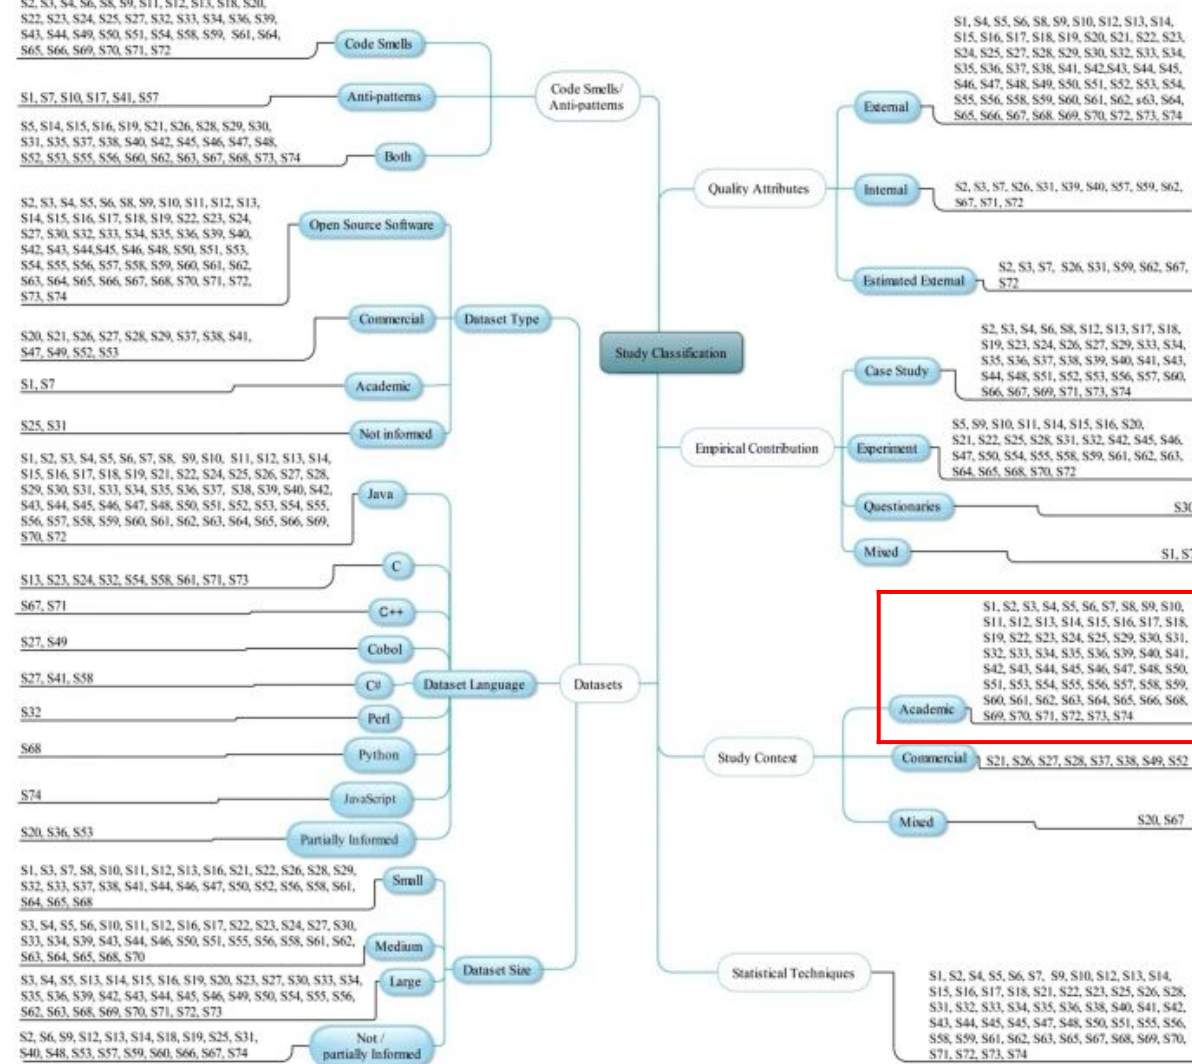 S2, S3, S4, S6, S8, S9, S11, S12, S13, S18, S20,
S22, S23, S24, S25, S27, S32, S33, S34, S36, S39,
S43, S44, S49, S50, S51, S54, S58, S59, S61, S64,
S65, S66, S69, S70, S71, S72
Code Smells
S1, S7, S10, S17, S41, S57
Anti-patterns
S5, S14, S15, S16, S19, S21, S26, S28, S29, S30,
S31, S35, S37, S38, S40, S42, S45, S46, S47, S48,
S52, S53, S55, S56, S60, S62, S63, S67, S68, S73, S74
Both
Code Smells/
Anti-patterns
S2, S3, S4, S5, S6, S8, S9, S10, S11, S12, S13,
S14, S15, S16, S17, S18, S19, S22, S23, S24,
S27, S30, S32, S33, S34, S35, S36, S39, S40,
S42, S43, S44,S45, S46, S48, S50, S51, S53,
S54, S55, S56, S57, S58, S59, S60, S61, S62,
S63, S64, S65, S66, S67, S68, S70, S71, S72,
S73, S74
Open Source Software
S20, S21, S26, S27, S28, S29, S37, S38, S41,
S47, S49, S52, S53
Commercial
Dataset Type
S1, S7
Academic
S25, S31
Not informed
S1, S2, S3, S4, S5, S6, S7, S8, S9, S10, S11, S12, S13, S14,
S15, S16, S17, S18, S19, S21, S22, S24, S25, S26, S27, S28,
S29, S30, S31, S33, S34, S35, S36, S37, S38, S39, S40, S42,
S43, S44, S45, S46, S47, S48, S50, S51, S52, S53, S54, S55,
S56, S57, S58, S59, S60, S61, S62, S63, S64, S65, S66, S69,
S70, S72
Java
S13, S23, S24, S32, S54, S58, S61, S71, S73
C
S67, S71
C++
S27, S49
Cobol
S27, S41, S58
C#
Dataset Language
Datasets
S32
Perl
S68
Python
S74
JavaScript
S20, S36, S53
Partially Informed
S1, S3, S7, S8, S10, S11, S12, S13, S16, S21, S22, S26, S28, S29,
S32, S33, S37, S38, S41, S44, S46, S47, S50, S52, S56, S58, S61,
S64, S65, S68
Small
S3, S4, S5, S6, S10, S11, S12, S16, S17, S22, S23, S24, S27, S30,
S33, S34, S39, S43, S44, S46, S50, S51, S55, S56, S58, S61, S62,
S63, S64, S65, S68, S70
Medium
Dataset Size
S3, S4, S5, S13, S14, S15, S16, S19, S20, S23, S27, S30, S33, S34,
S35, S36, S39, S42, S43, S44, S45, S46, S49, S50, S54, S55, S56,
S62, S63, S68, S69, S70, S71, S72, S73
Large
S2, S6, S9, S12, S13, S14, S18, S19, S25, S31,
S40, S48, S53, S57, S59, S60, S66, S67, S74
Not /
partially Informed
Study Classification
Quality Attributes
External
S1, S4, S5, S6, S8, S9, S10, S12, S13, S14,
S15, S16, S17, S18, S19, S20, S21, S22, S23,
S24, S25, S27, S28, S29, S30, S32, S33, S34,
S35, S36, S37, S38, S41, S42,S43, S44, S45,
S46, S47, S48, S49, S50, S51, S52, S53, S54,
S55, S56, S58, S59, S60, S61, S62, s63, S64,
S65, S66, S67, S68. S69, S70, S72, S73, S74
Internal
S2, S3, S7, S26, S31, S39, S40, S57, S59, S62,
S67, S71, S72
Estimated External
S2, S3, S7, S26, S31, S59, S62, S67,
S72
Empirical Contribution
Case Study
S2, S3, S4, S6, S8, S12, S13, S17, S18,
S19, S23, S24, S26, S27, S29, S33, S34,
S35, S36, S37, S38, S39, S40, S41, S43,
S44, S48, S51, S52, S53, S56, S57, S60,
S66, S67, S69, S71, S73, S74
Experiment
S5, S9, S10, S11, S14, S15, S16, S20,
S21, S22, S25, S28, S31, S32, S42, S45, S46,
S47, S50, S54, S55, S58, S59, S61, S62, S63,
S64, S65, S68, S70, S72
Questionaries
S30
Mixed
S1, S7
Study Context
Academic
S1, S2, S3, S4, S5, S6, S7, S8, S9, S10,
S11, S12, S13, S14, S15, S16, S17, S18,
S19, S22, S23, S24, S25, S29, S30, S31,
S32, S33, S34, S35, S36, S39, S40, S41,
S42, S43, S44, S45, S46, S47, S48, S50,
S51, S53, S54, S55, S56, S57, S58, S59,
S60, S61, S62, S63, S64, S65, S66, S68,
S69, S70, S71, S72, S73, S74
Commercial
S21, S26, S27, S28, S37, S38, S49, S52
Mixed
S20, S67
Statistical Techniques
S1, S2, S4, S5, S6, S7, S9, S10, S12, S13, S14,
S15, S16, S17, S18, S21, S22, S23, S25, S26, S28,
S31, S32, S33, S34, S35, S36, S38, S40, S41, S42,
S43, S44, S45, S45, S47, S48, S50, S51, S55, S56,
S58, S59, S61, S62, S63, S65, S67, S68, S69, S70,
S71, S72, S73, S74